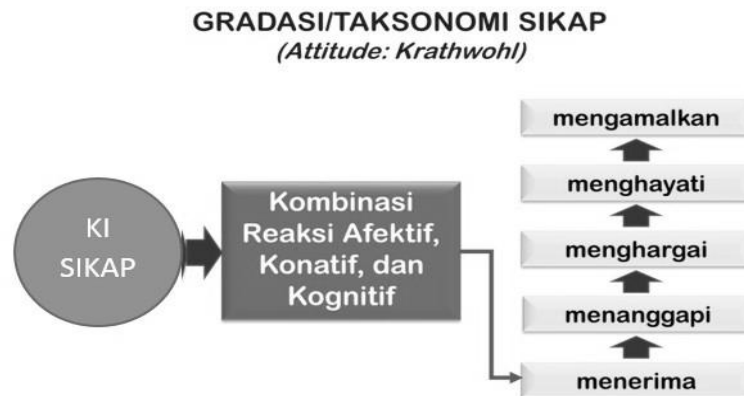 GRADASI/TAKSONOMI SIKAP
(Attitude: Krathwohl)
KI
SIKAP
Kombinasi
Reaksi Afektif,
Konatif, dan
Kognitif
mengamalkan
menghayati
menghargai
menanggapi
menerima